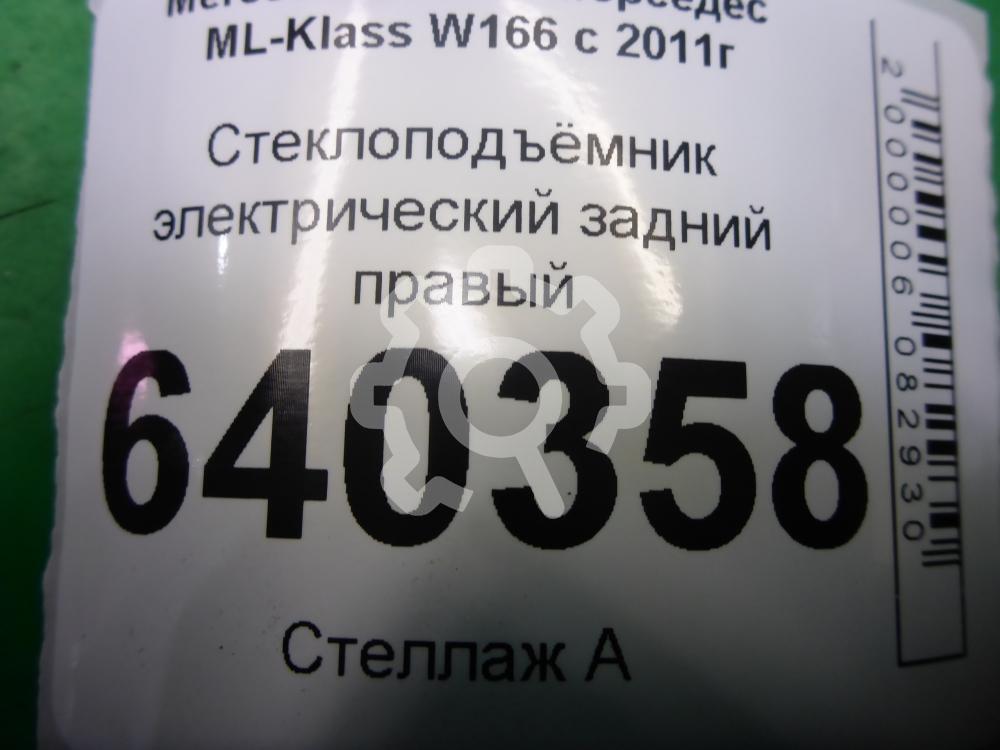 ML-Klass W166 с 2011г
Стеклоподъёмник
электрический задний
правый
640358
Стеллаж А
2000006082930